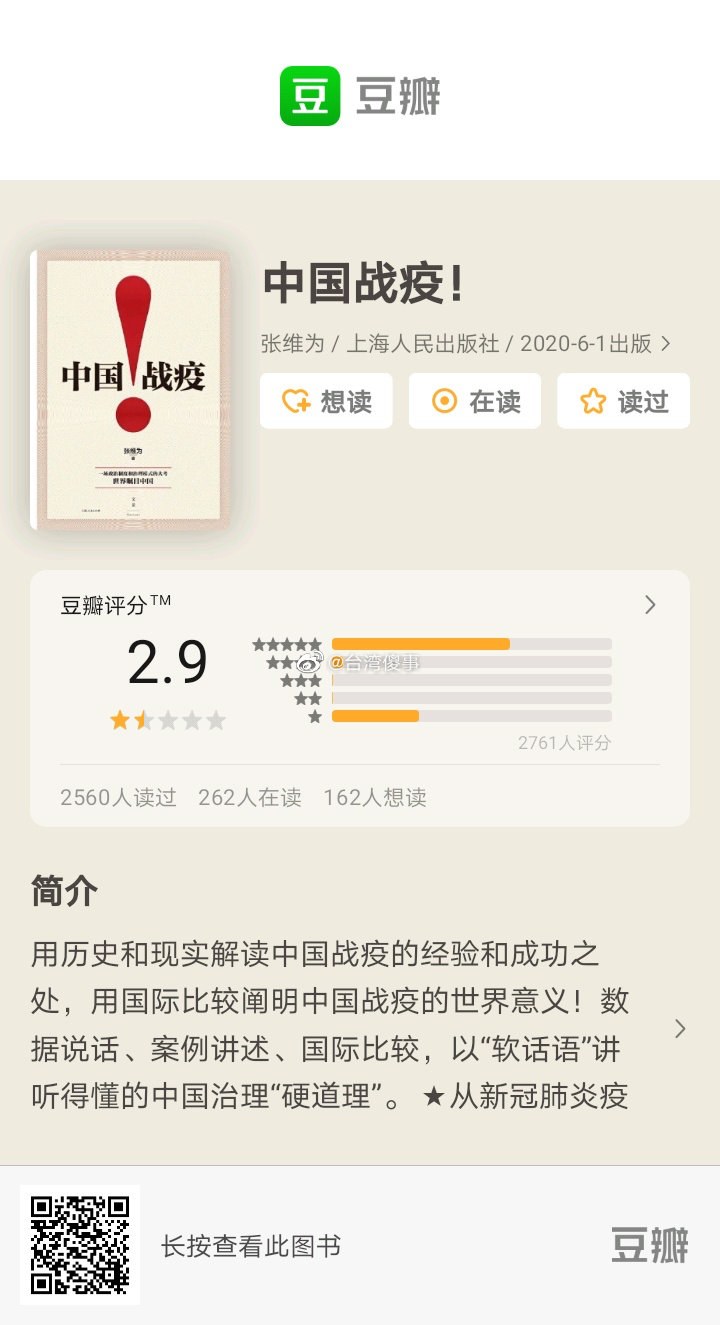 豆 豆瓣
中国战疫！
张维为 / 上海人民出版社 / 2020-6-1出版
想读 在读 读过
中国！战疫
张维为
著
世界瞩目中国
豆瓣评分TM
2.9
@台湾傻事
2761人评分
2560人读过 262人在读 162人想读
简介
用历史和现实解读中国战疫的经验和成功之
处，用国际比较阐明中国战疫的世界意义！数
据说话、案例讲述、国际比较，以“软话语”讲
听得懂的中国治理“硬道理”。★从新冠肺炎疫
长按查看此图书
豆瓣